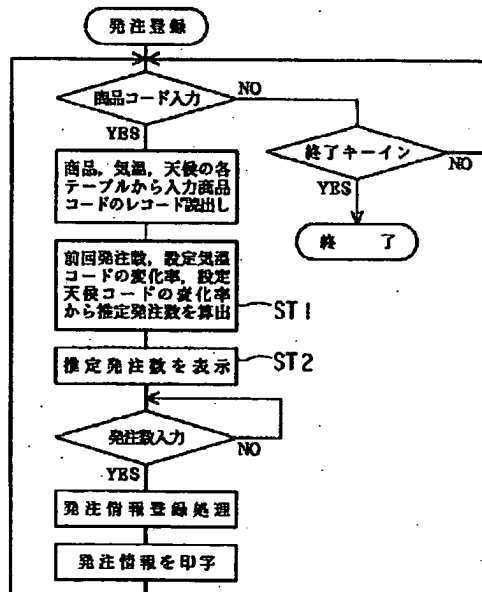 発注登録
商品コード入力
NO
YES
終了キーイン
NO
YES
終 了
商品,気温,天候の各
テーブルから入力商品
コードのレコード読出し
前回発注数,設定気温
コードの変化率,設定
天候コードの変化率
から推定発注数を算出
ST1
推定発注数を表示
ST2
発注数入力
NO
YES
発注情報登録処理
発注情報を印字